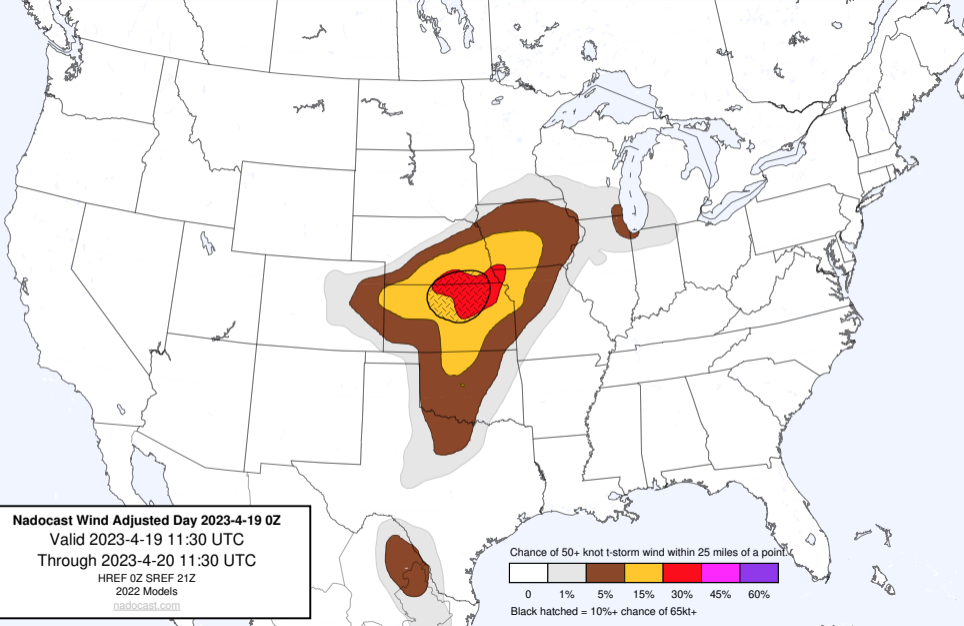 Nadocast Wind Adjusted Day 2023-4-19 0Z
Valid 2023-4-19 11:30 UTC
Through 2023-4-20 11:30 UTC
HREF 0Z SREF 21Z
2022 Models
nadocast.com
Chance of 50+ knot t-storm wind within 25 miles of a point.
0 1% 5% 15% 30% 45% 60%
Black hatched = 10%+ chance of 65kt+